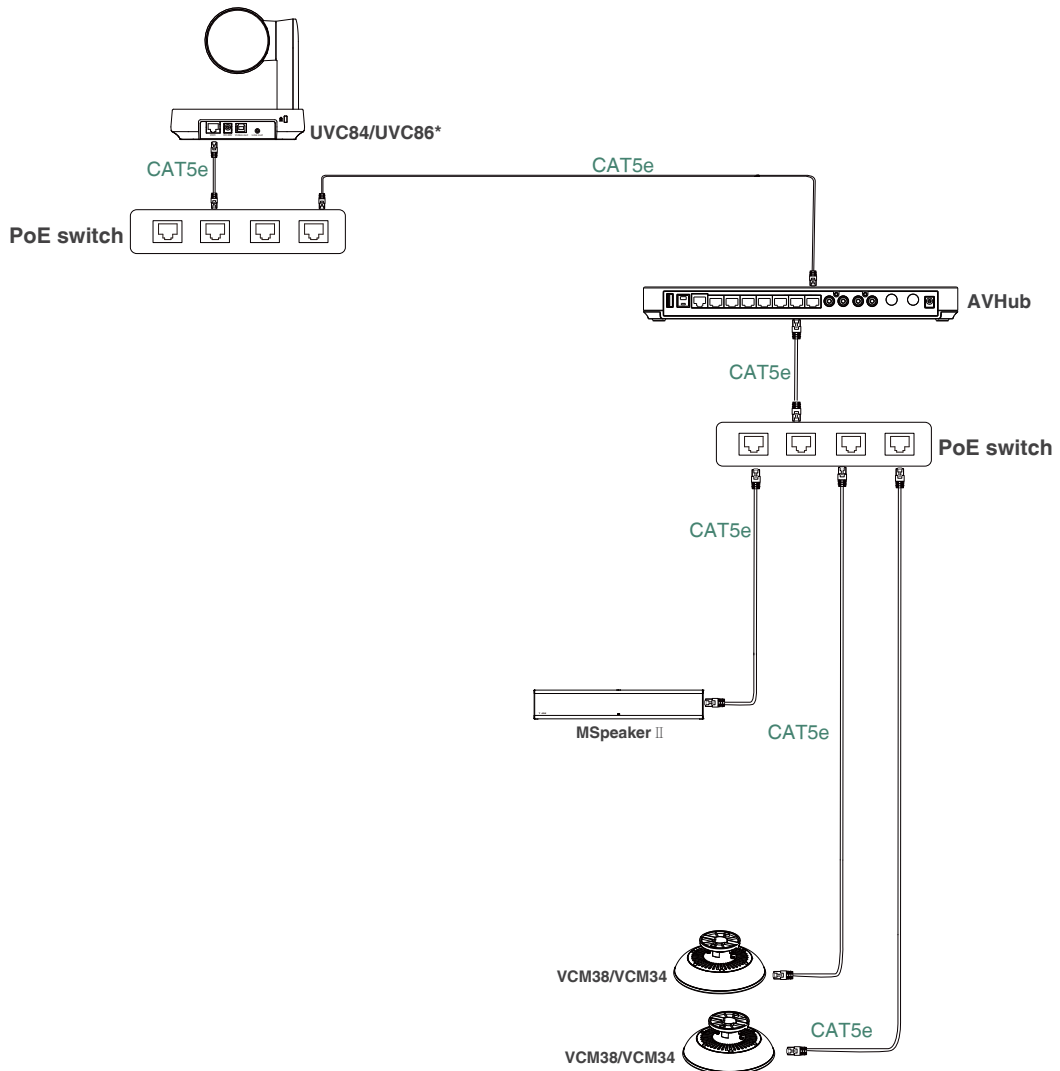 UVC84/UVC86*
CAT5e
CAT5e
PoE switch
AVHub
CAT5e
PoE switch
CAT5e
MSpeaker Ⅱ
CAT5e
VCM38/VCM34
CAT5e
VCM38/VCM34